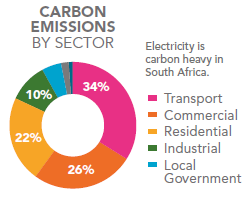 CARBON
EMISSIONS
BY SECTOR
Electricity is
carbon heavy in
South Africa.
34%
10%
22%
26%
Transport
Commercial
Residential
Industrial
Local
Government